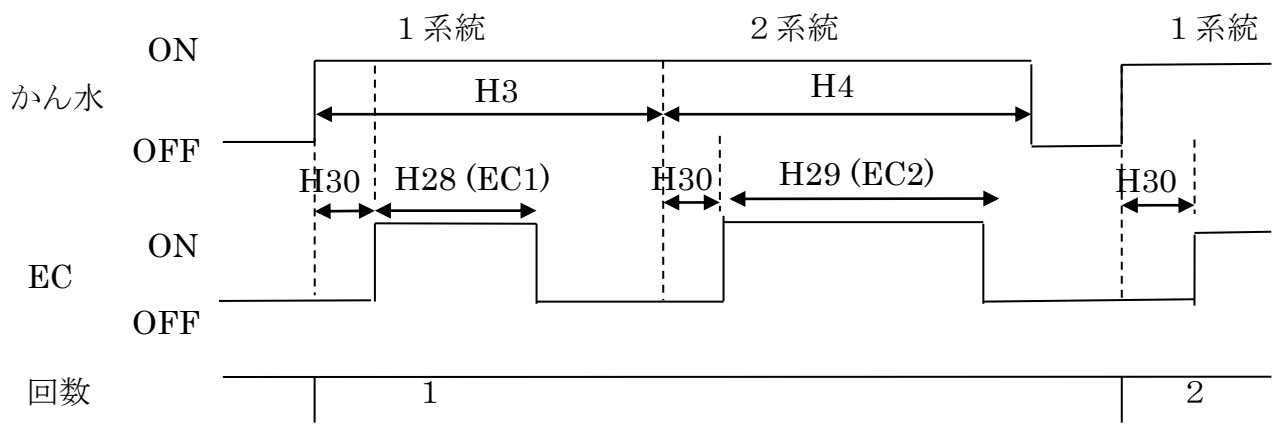 １系統 ２系統 １系統
ON
かん水 H3 H4
OFF
H30 H28 (EC1) H30 H29 (EC2) H30
ON
EC
OFF
回数 １ ２